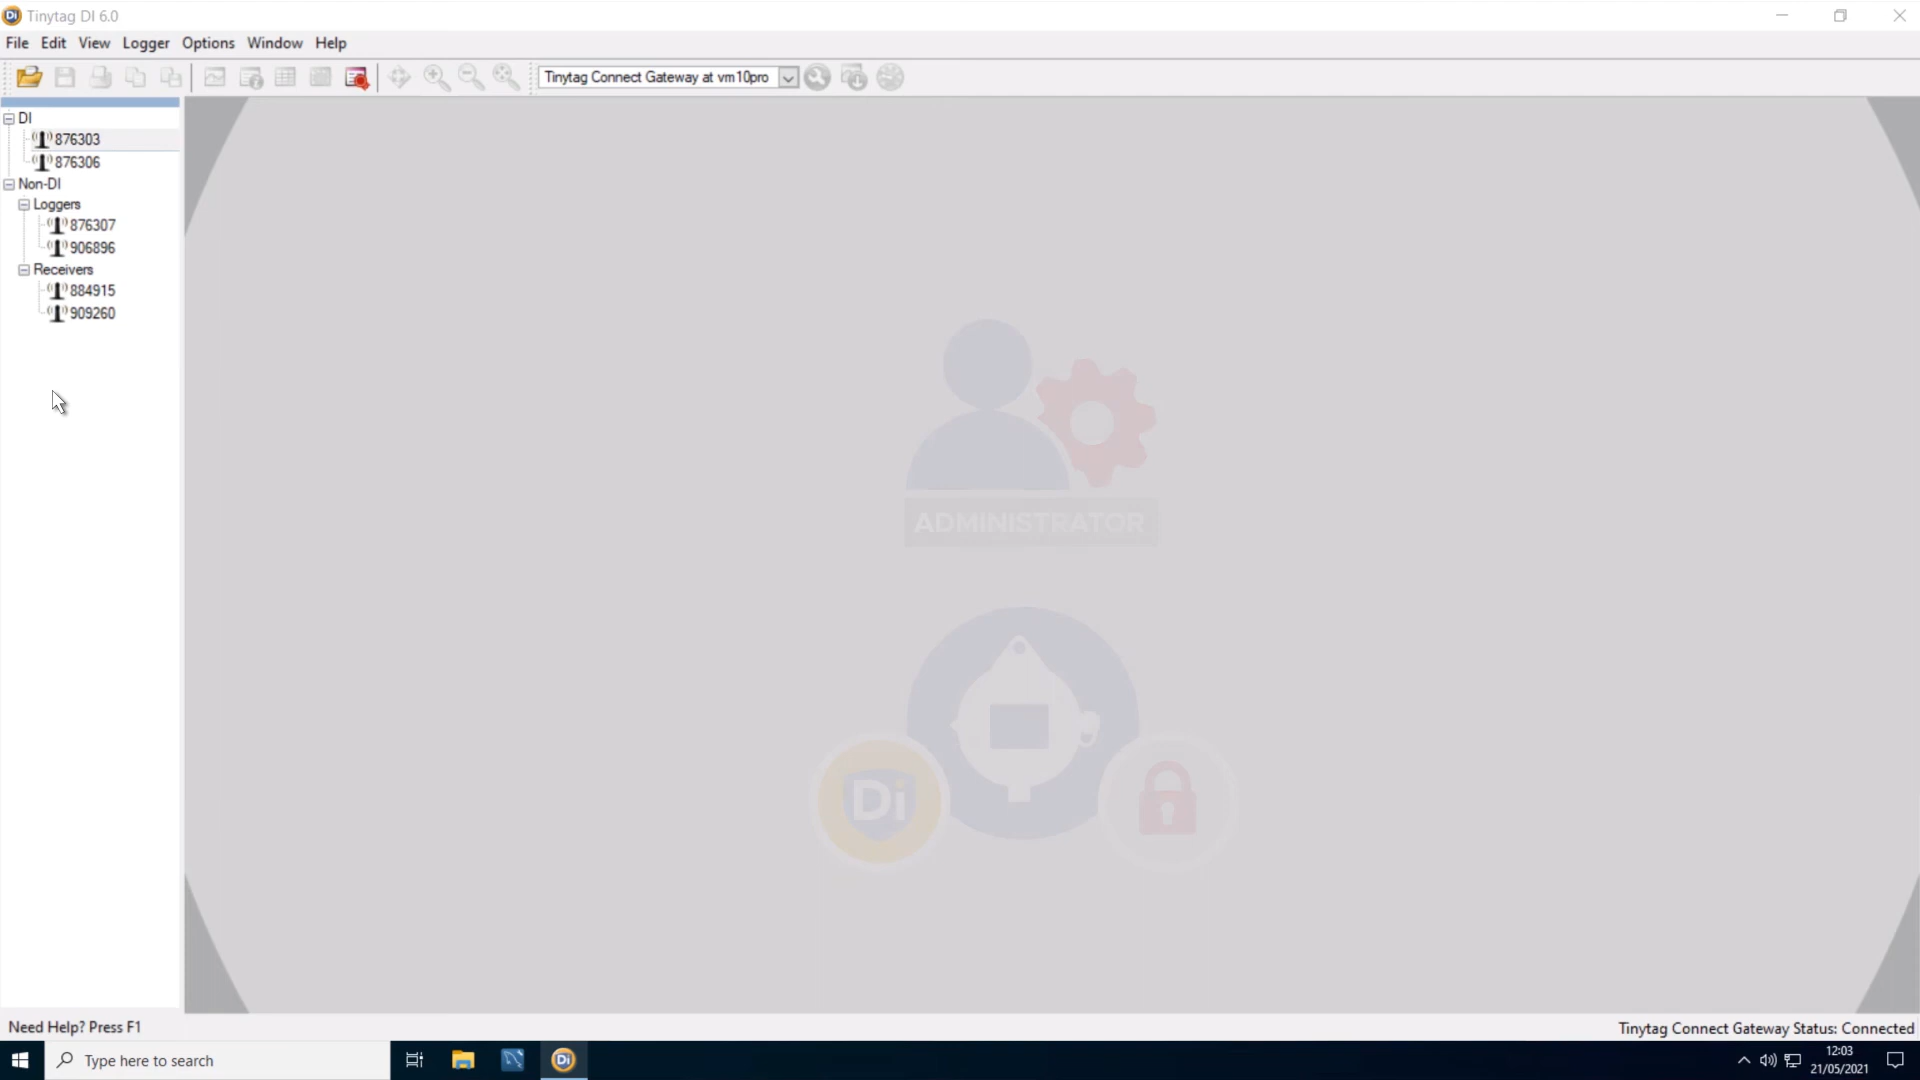 Tinytag DI 6.0
File Edit View Logger Options Window Help
Tinytag Connect Gateway at vm10pro
DI
876303
876306
Non-DI
Loggers
876307
906896
Receivers
884915
909260
ADMINISTRATOR
Di
Need Help? Press F1
Tinytag Connect Gateway Status: Connected
Type here to search
Di
12:03
21/05/2021